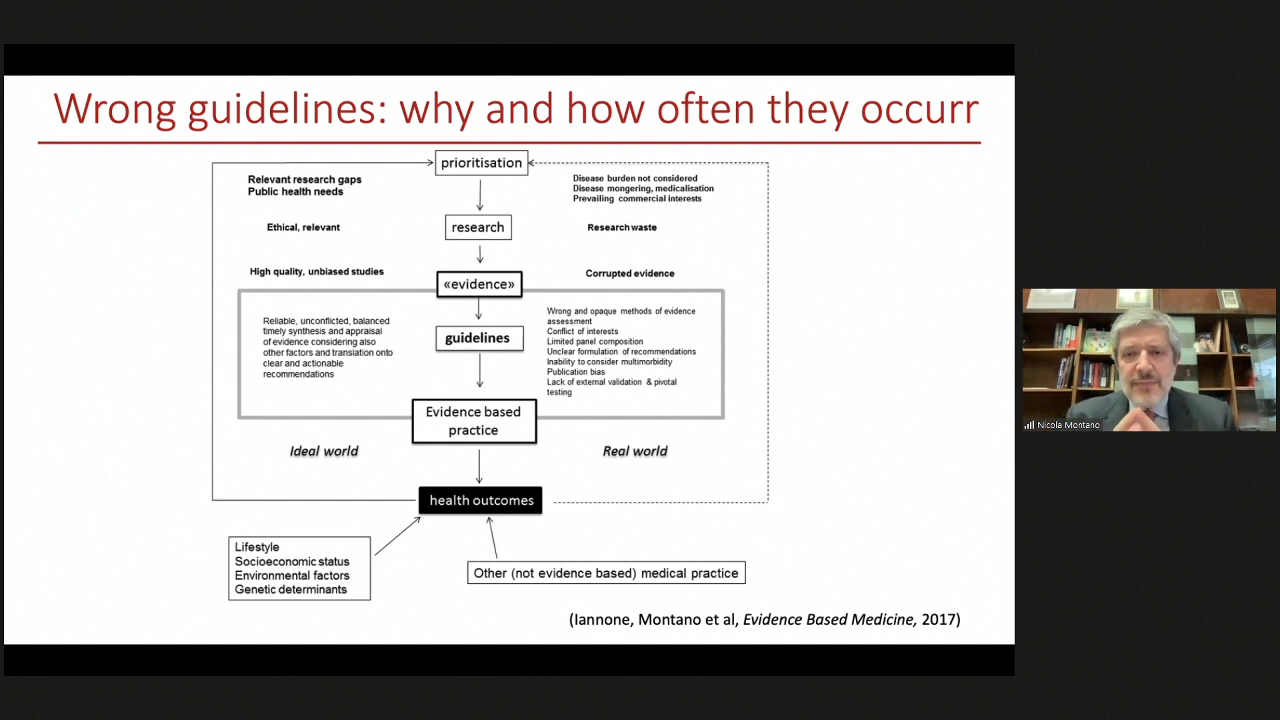 Wrong guidelines: why and how often they occurr
prioritisation
Relevant research gaps
Public health needs
Disease burden not considered
Disease mongering, medicalisation
Prevailing commercial interests
Ethical, relevant
research
Research waste
High quality, unbiased studies
«evidence»
Corrupted evidence
Reliable, unconflicted, balanced
timely synthesis and appraisal
of evidence considering also
other factors and translation onto
clear and actionable
recommendations
guidelines
Wrong and opaque methods of evidence
assessment
Conflict of interests
Limited panel composition
Unclear formulation of recommendations
Inability to consider multimorbidity
Publication bias
Lack of external validation & pivotal
testing
Evidence based
practice
Ideal world
Real world
health outcomes
Lifestyle
Socioeconomic status
Environmental factors
Genetic determinants
Other (not evidence based) medical practice
(Iannone, Montano et al, Evidence Based Medicine, 2017)
Nicola Montano